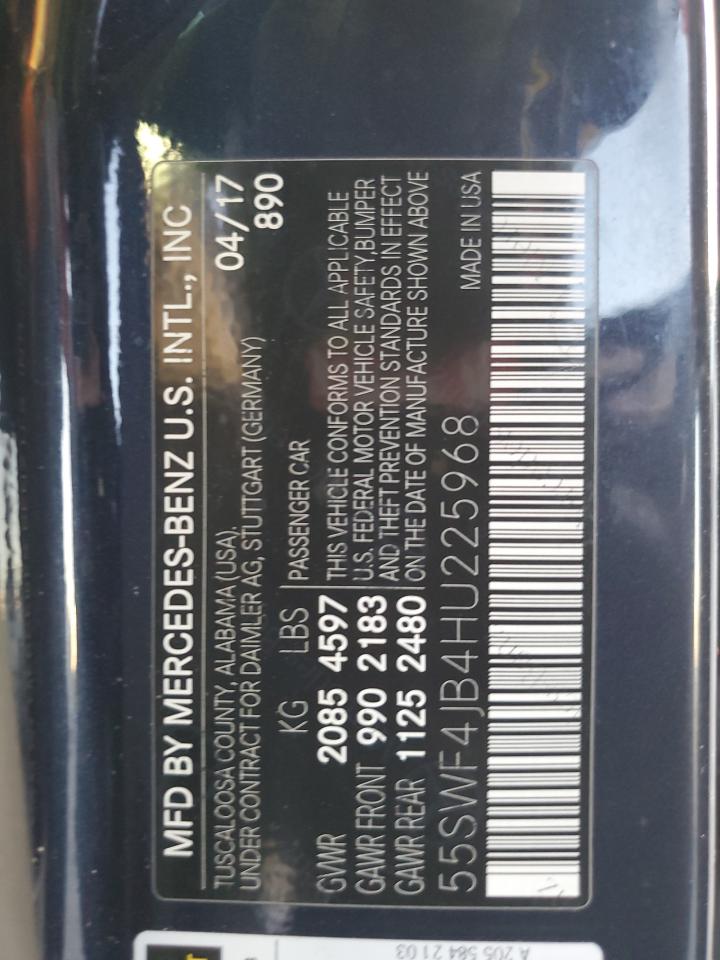 MFD BY MERCEDES-BENZ U.S. INTL., INC
TUSCALOOSA COUNTY, ALABAMA (USA),
UNDER CONTRACT FOR DAIMLER AG, STUTTGART (GERMANY)
04/17
890
KG LBS
GVWR 2085 4597
GAWR FRONT 990 2183
GAWR REAR 1125 2480
PASSENGER CAR
THIS VEHICLE CONFORMS TO ALL APPLICABLE
U.S. FEDERAL MOTOR VEHICLE SAFETY,BUMPER
AND THEFT PREVENTION STANDARDS IN EFFECT
ON THE DATE OF MANUFACTURE SHOWN ABOVE
55SWF4JB4HU225968
MADE IN USA
A 205 584 21 03